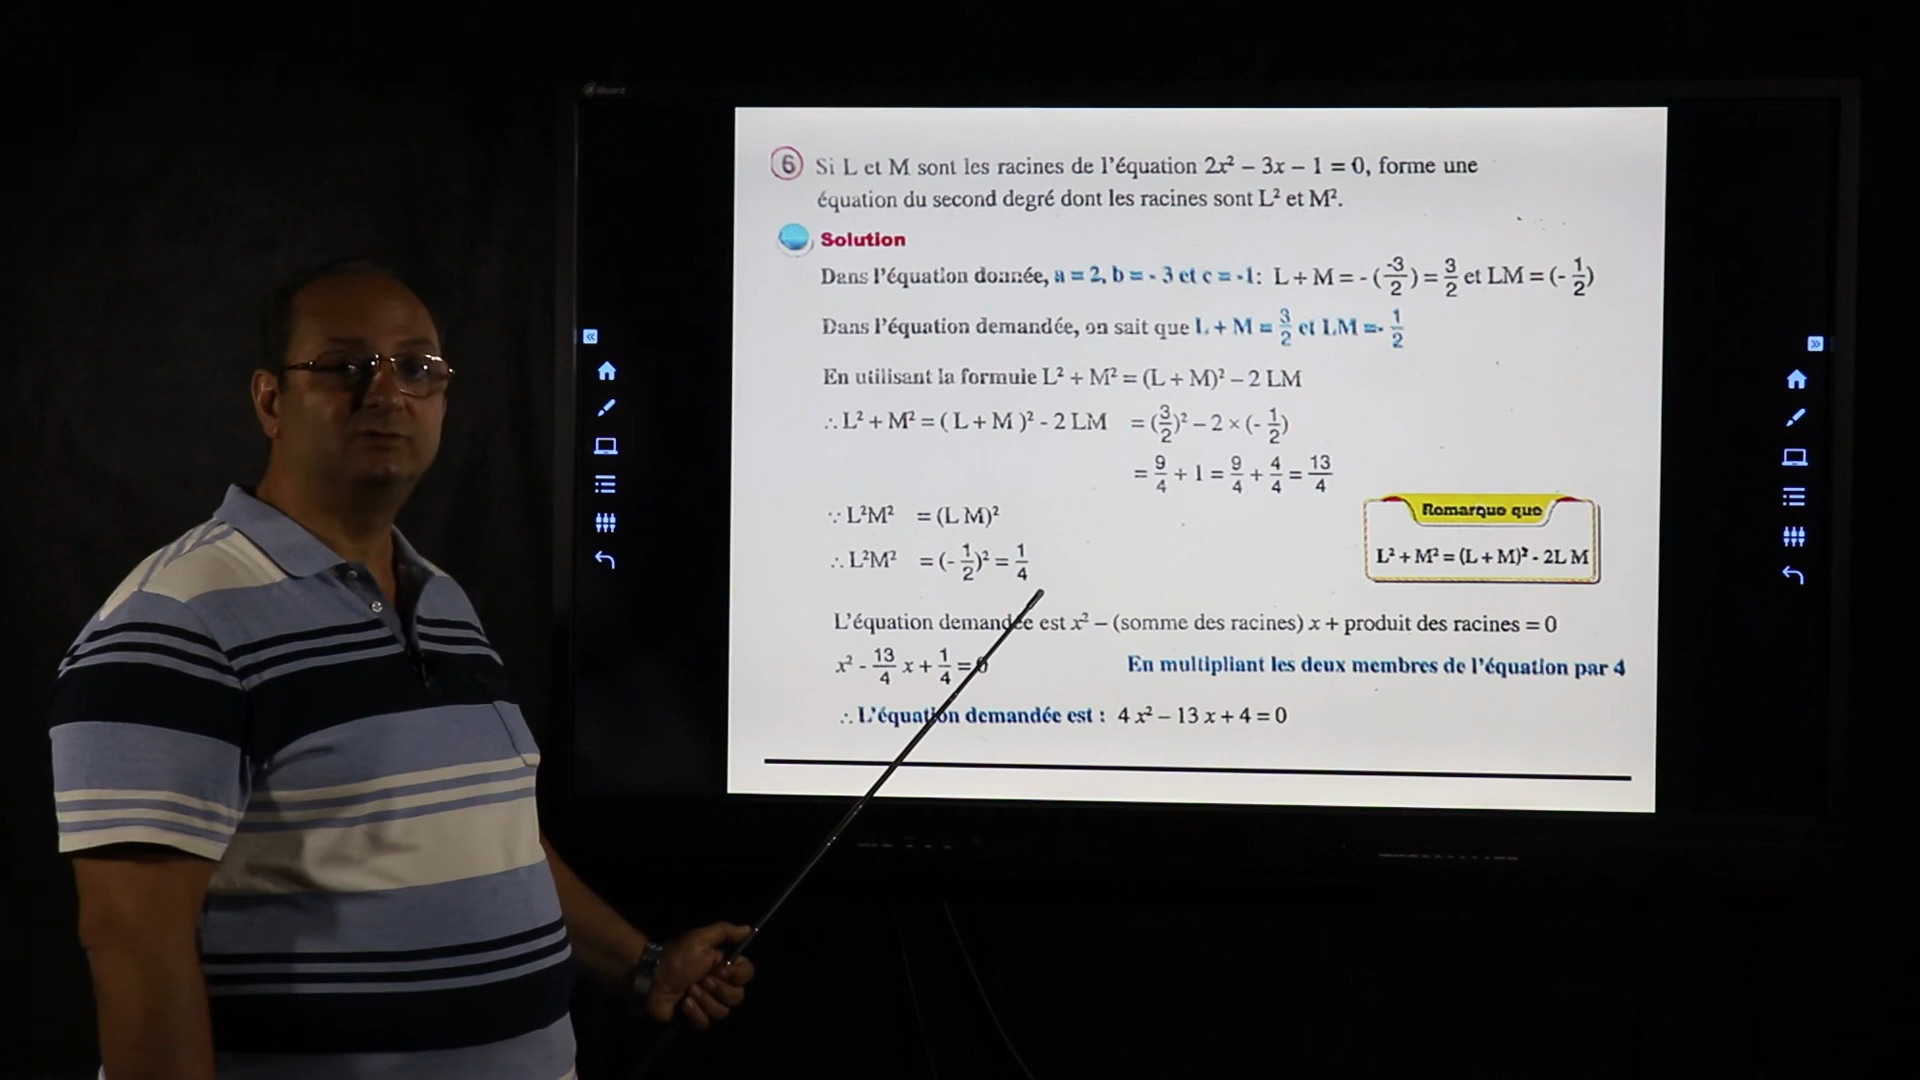 6 Si L et M sont les racines de l'équation 2x² – 3x – 1 = 0, forme une
équation du second degré dont les racines sont L² et M².
Solution
Dans l'équation donnée, a = 2, b = - 3 et c = -1: L + M = - (-3/2) = 3/2 et LM = (- 1/2)
Dans l'équation demandée, on sait que L + M = 3/2 et LM =- 1/2
En utilisant la formule L² + M² = (L + M)² – 2 LM
∴ L² + M² = ( L + M )² - 2 LM = (3/2)² – 2 × (- 1/2)
= 9/4 + 1 = 9/4 + 4/4 = 13/4
∵ L²M² = (L M)²
∴ L²M² = (- 1/2)² = 1/4
Remarque que
L² + M² = (L + M)² - 2L M
L'équation demandée est x² – (somme des racines) x + produit des racines = 0
x² - 13/4 x + 1/4 = 0 En multipliant les deux membres de l'équation par 4
∴ L'équation demandée est : 4 x² – 13 x + 4 = 0